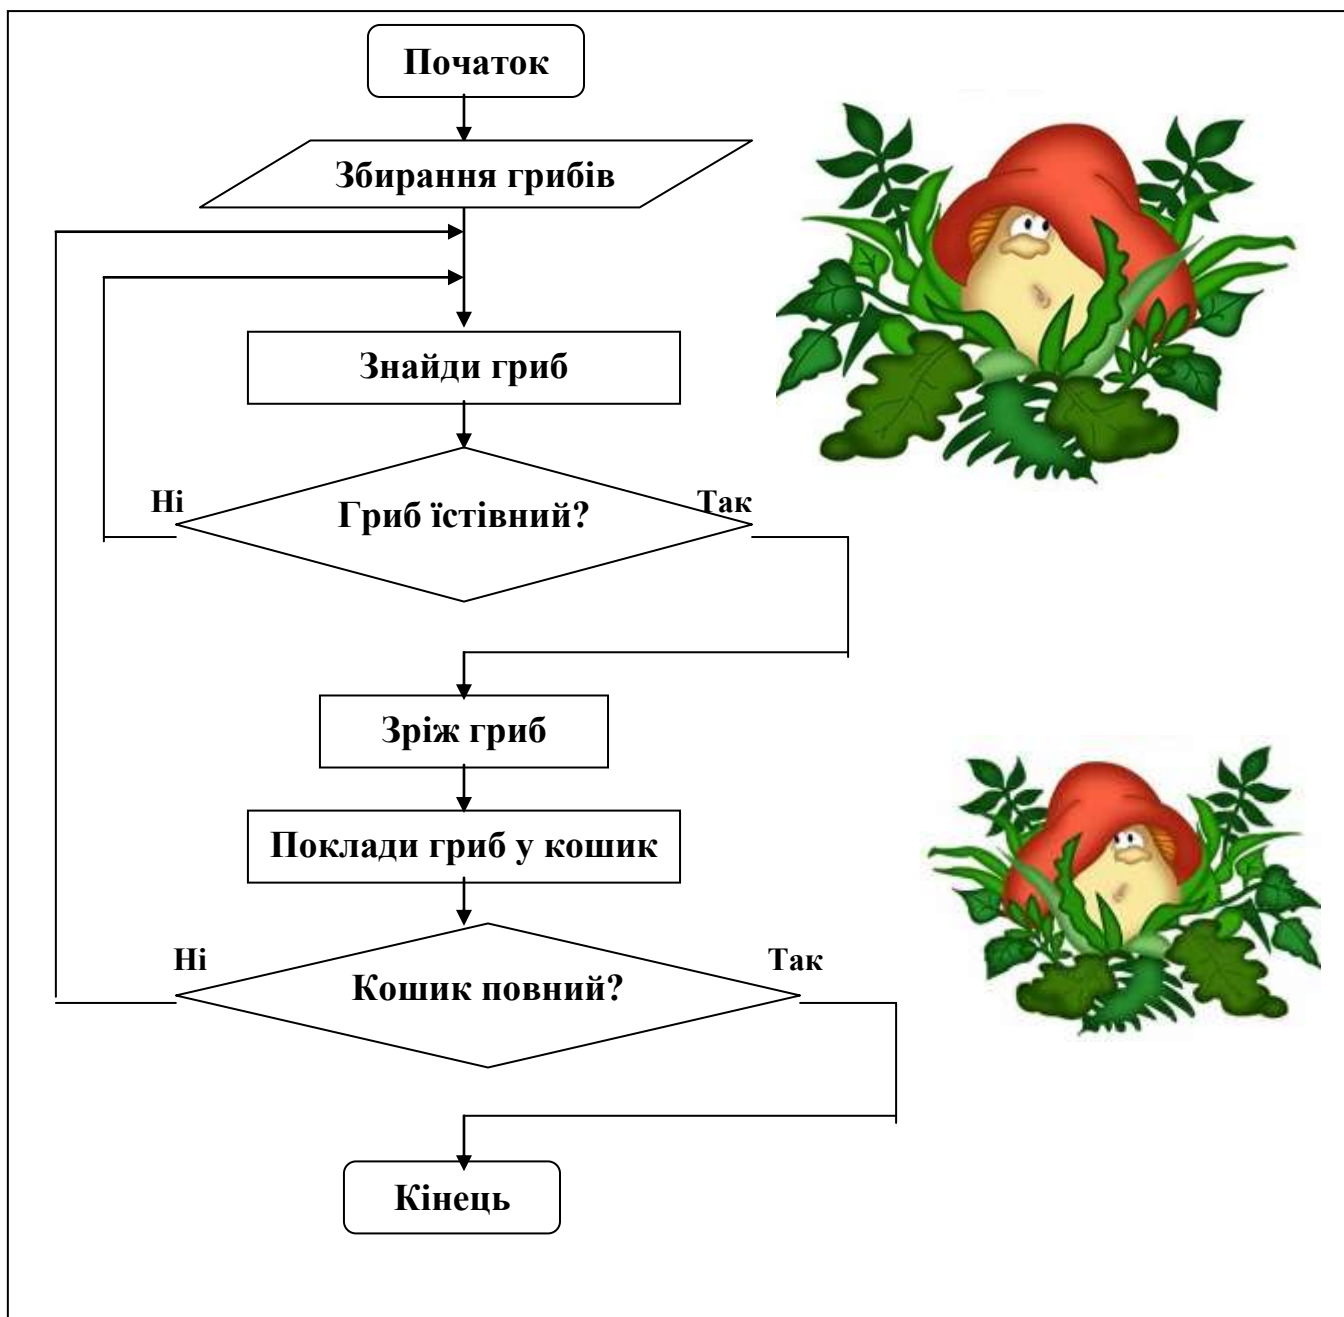 Початок
Збирання грибів
Знайди гриб
Ні
Гриб їстівний?
Так
Зріж гриб
Поклади гриб у кошик
Ні
Кошик повний?
Так
Кінець